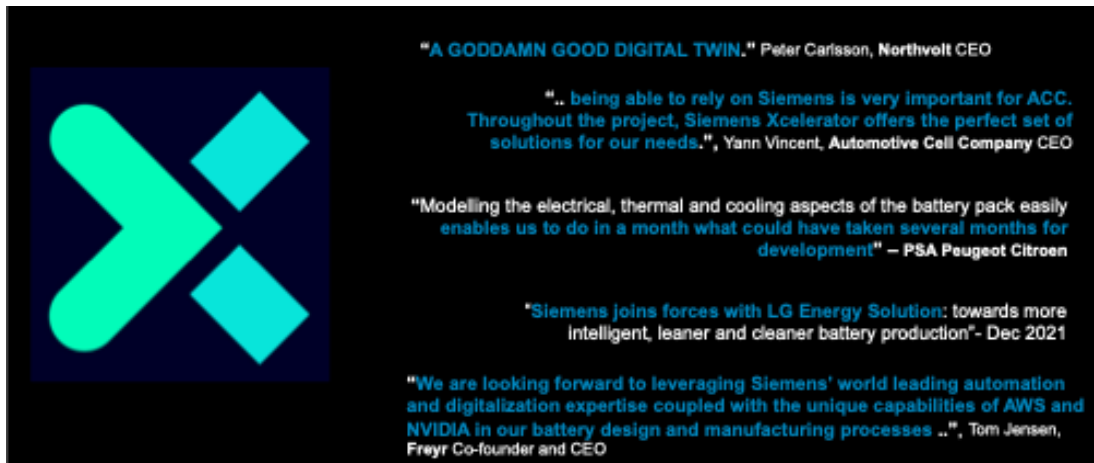 “A GODDAMN GOOD DIGITAL TWIN.” Peter Carlsson, Northvolt CEO
“.. being able to rely on Siemens is very important for ACC.
Throughout the project, Siemens Xcelerator offers the perfect set of
solutions for our needs.”, Yann Vincent, Automotive Cell Company CEO
“Modelling the electrical, thermal and cooling aspects of the battery pack easily
enables us to do in a month what could have taken several months for
development” – PSA Peugeot Citroen
“Siemens joins forces with LG Energy Solution: towards more
intelligent, leaner and cleaner battery production”- Dec 2021
“We are looking forward to leveraging Siemens’ world leading automation
and digitalization expertise coupled with the unique capabilities of AWS and
NVIDIA in our battery design and manufacturing processes ..”, Tom Jensen,
Freyr Co-founder and CEO